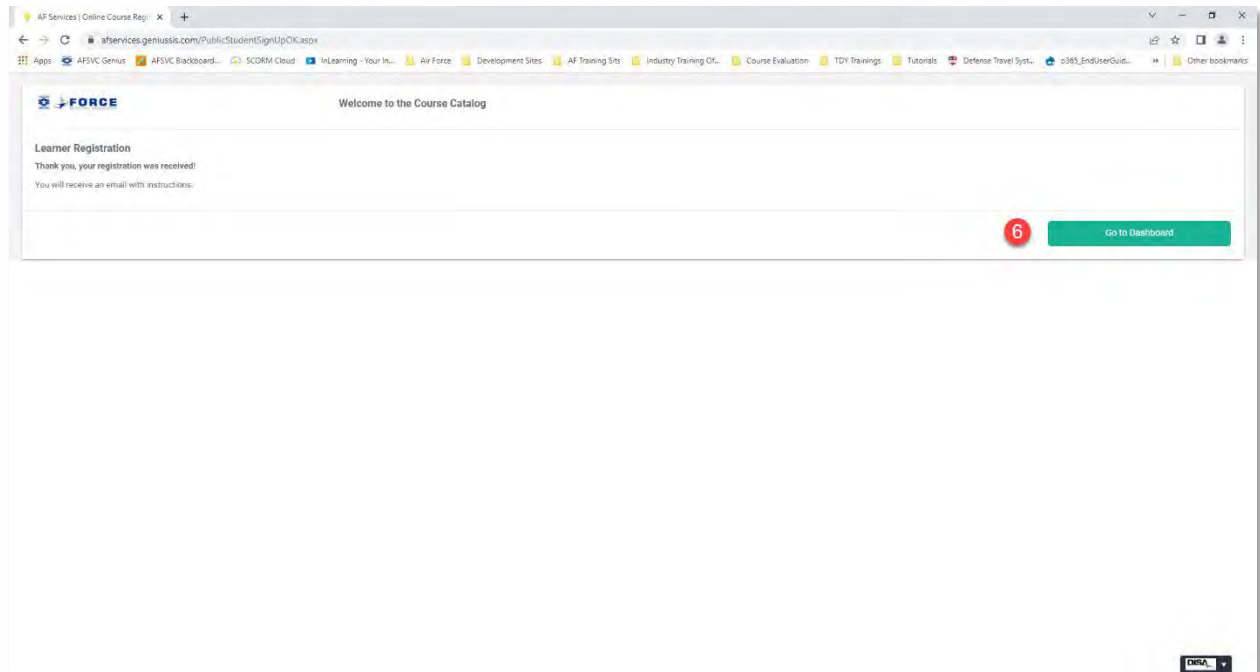 AF Services | Online Course Regi
afservices.geniussis.com/PublicStudentSignUpOK.aspx
Apps AFSVC Genius AFSVC Blackboard... SCORM Cloud InLearning - Your In... Air Force Development Sites AF Training Sits Industry Training Of... Course Evaluation TDY Trainings Tutorials Defense Travel Syst... o365_EndUserGuid... » Other bookmarks
FORCE Welcome to the Course Catalog
Learner Registration
Thank you, your registration was received!
You will receive an email with instructions.
6 Go to Dashboard
DISA